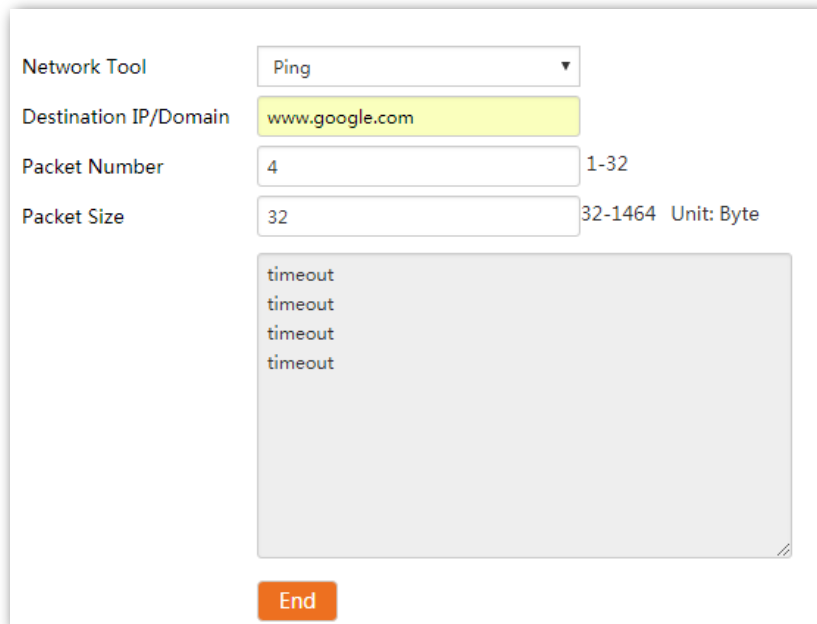 Network Tool Ping
Destination IP/Domain www.google.com
Packet Number 4 1-32
Packet Size 32 32-1464 Unit: Byte
timeout
timeout
timeout
timeout
End